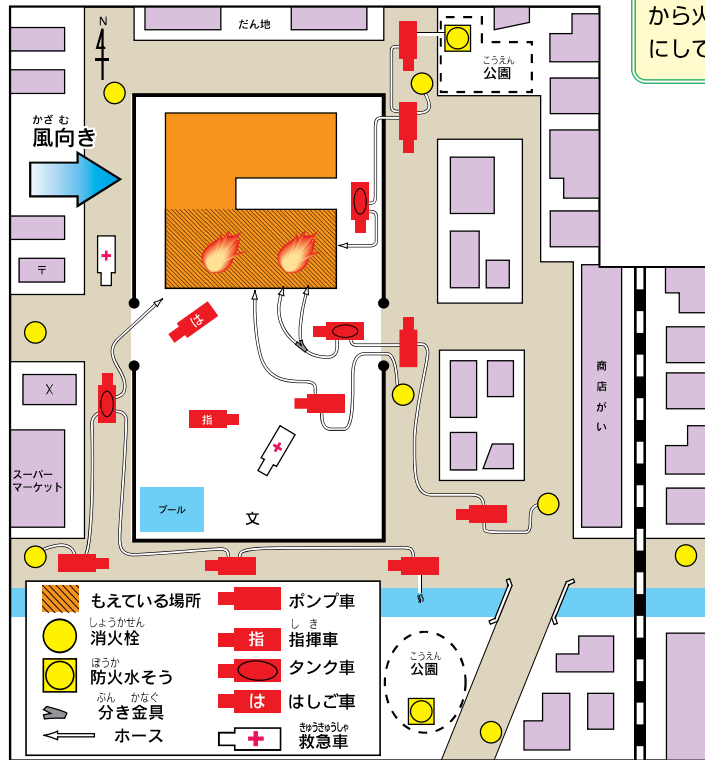 から火
にして
N
だん地
こうえん
公園
かざ む
風向き
〒
商店がい
スーパー
マーケット
指
は
プール
文
もえている場所
しょうかせん
消火栓
ぼうか
防火水そう
ぶん かなぐ
分き金具
ホース
ポンプ車
しき
指 指揮車
タンク車
は はしご車
きゅうきゅうしゃ
救急車
こうえん
公園